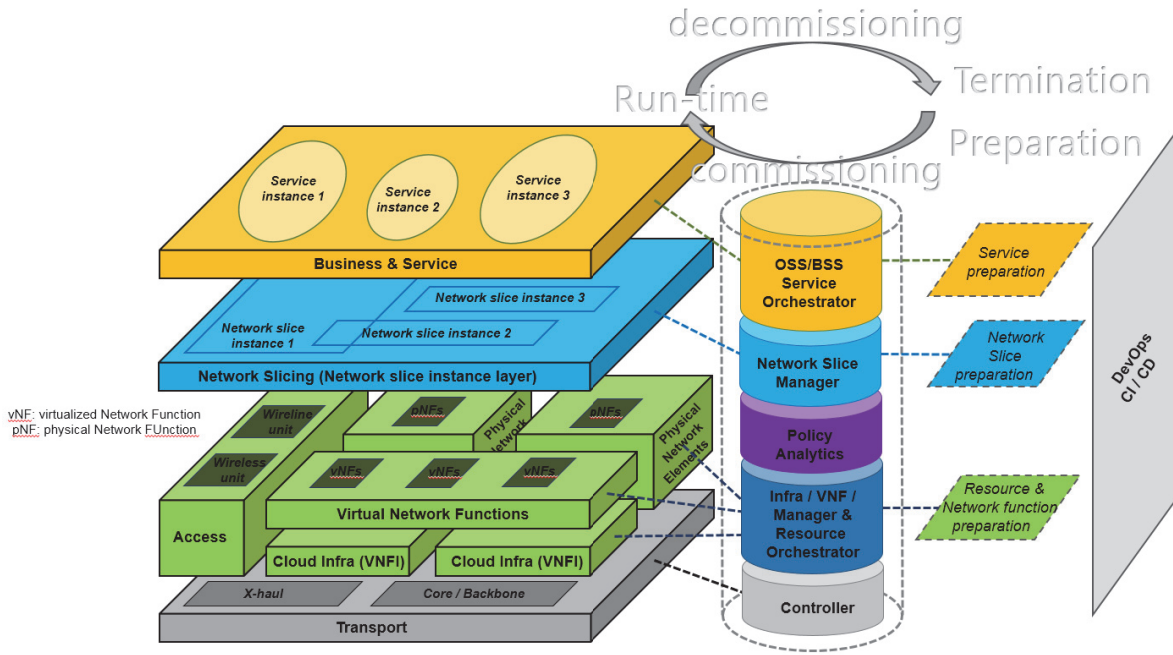 decommissioning
Run-time
Termination
Preparation
commissioning
Service
instance 1
Service
instance 2
Service
instance 3
Business & Service
Network slice instance 3
Network slice
instance 1
Network slice instance 2
Network Slicing (Network slice instance layer)
vNF: virtualized Network Function
pNF: physical Network FUnction
Wireline
unit
Wireless
unit
Access
pNFs
Physical
Network
pNFs
Physical
Network
Elements
vNFs
vNFs
vNFs
Virtual Network Functions
Cloud Infra (VNFI)
Cloud Infra (VNFI)
X-haul
Core / Backbone
Transport
OSS/BSS
Service
Orchestrator
Network Slice
Manager
Policy
Analytics
Infra / VNF /
Manager &
Resource
Orchestrator
Controller
Service
preparation
Network
Slice
preparation
Resource &
Network function
preparation
DevOps
CI / CD